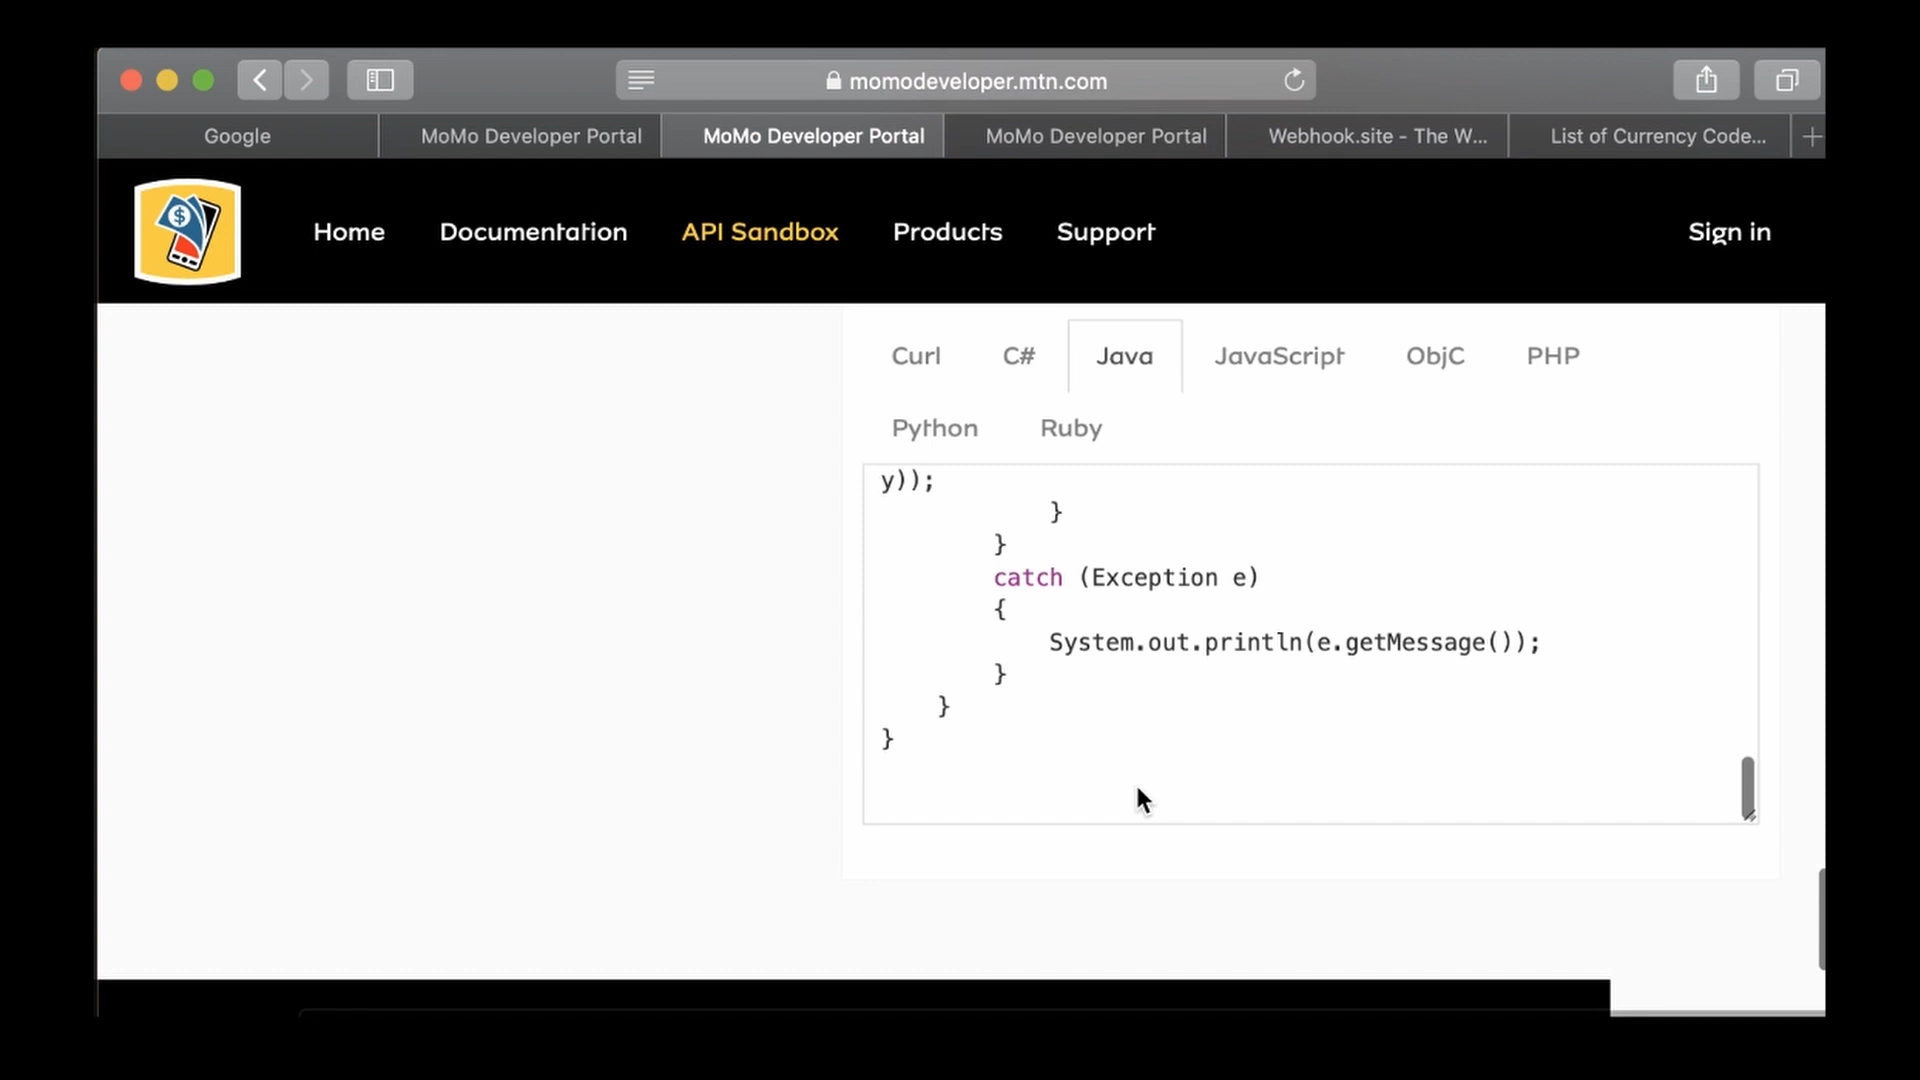 momodeveloper.mtn.com
Google
MoMo Developer Portal
MoMo Developer Portal
MoMo Developer Portal
Webhook.site - The W...
List of Currency Code...
$
Home
Documentation
API Sandbox
Products
Support
Sign in
Curl
C#
Java
JavaScript
ObjC
PHP
Python
Ruby
y));
}
}
catch (Exception e)
{
System.out.println(e.getMessage());
}
}
}